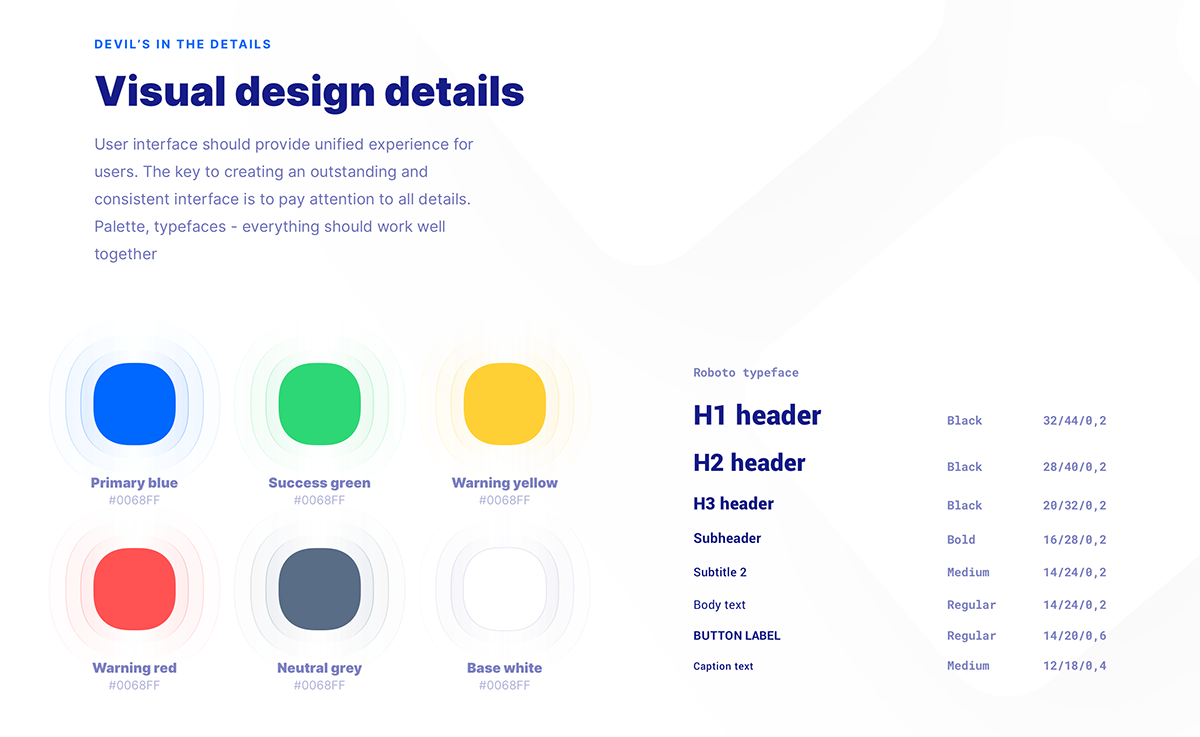 DEVIL'S IN THE DETAILS
Visual design details
User interface should provide unified experience for
users. The key to creating an outstanding and
consistent interface is to pay attention to all details.
Palette, typefaces - everything should work well
together
Primary blue
#0068FF
Success green
#0068FF
Warning yellow
#0068FF
Warning red
#0068FF
Neutral grey
#0068FF
Base white
#0068FF
Roboto typeface
H1 header Black 32/44/0,2
H2 header Black 28/40/0,2
H3 header Black 20/32/0,2
Subheader Bold 16/28/0,2
Subtitle 2 Medium 14/24/0,2
Body text Regular 14/24/0,2
BUTTON LABEL Regular 14/20/0,6
Caption text Medium 12/18/0,4